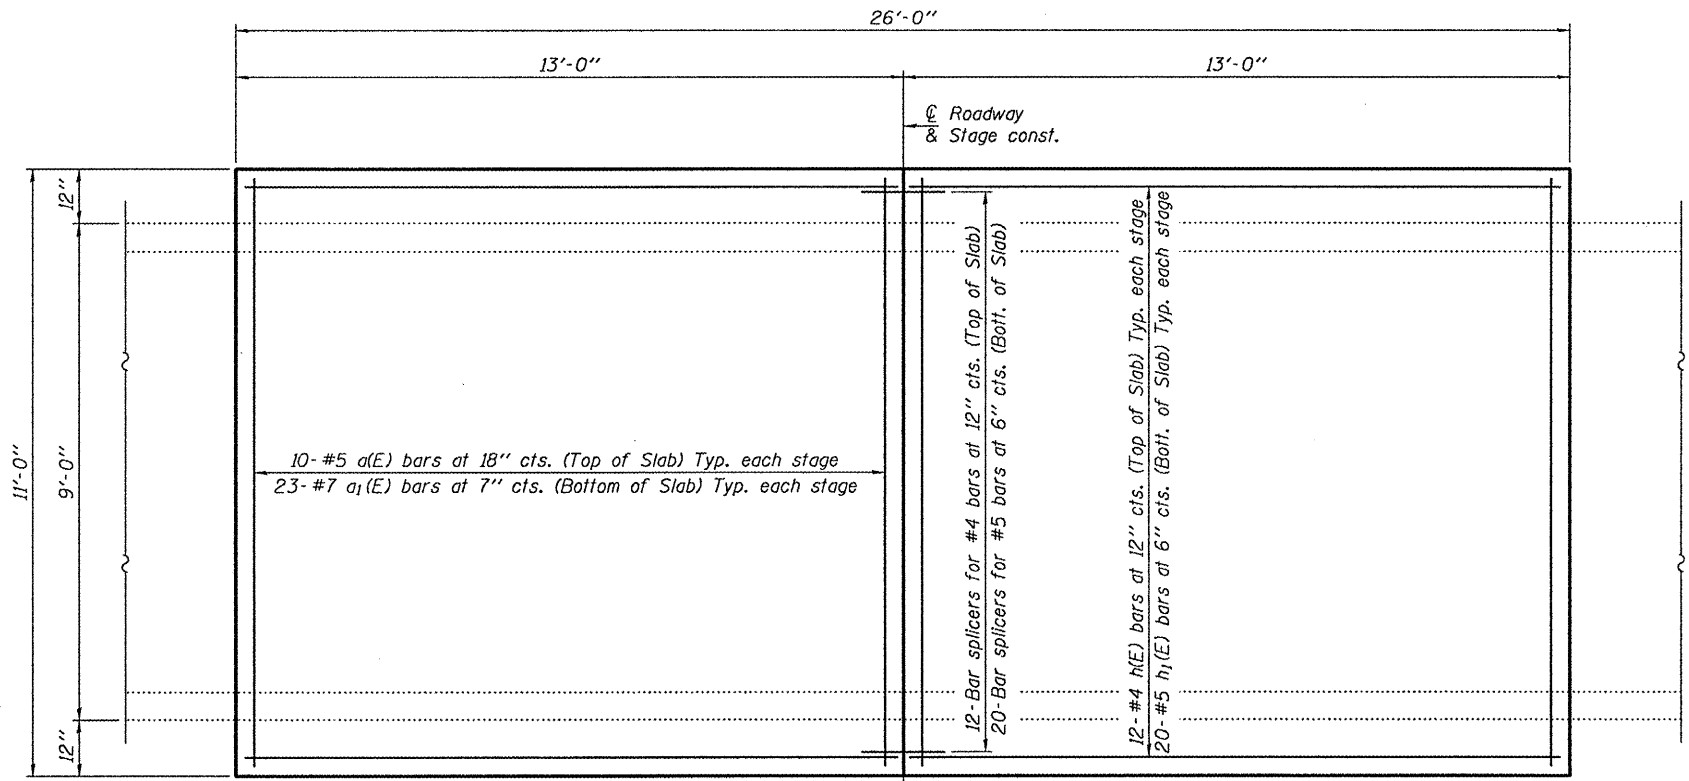 26'-0"
13'-0"
13'-0"
℄ Roadway
& Stage const.
12"
11'-0"
9'-0"
12"
10-#5 a(E) bars at 18" cts. (Top of Slab) Typ. each stage
23-#7 a₁(E) bars at 7" cts. (Bottom of Slab) Typ. each stage
12-Bar splicers for #4 bars at 12" cts. (Top of Slab)
20-Bar splicers for #5 bars at 6" cts. (Bott. of Slab)
12-#4 h(E) bars at 12" cts. (Top of Slab) Typ. each stage
20-#5 h₁(E) bars at 6" cts. (Bott. of Slab) Typ. each stage